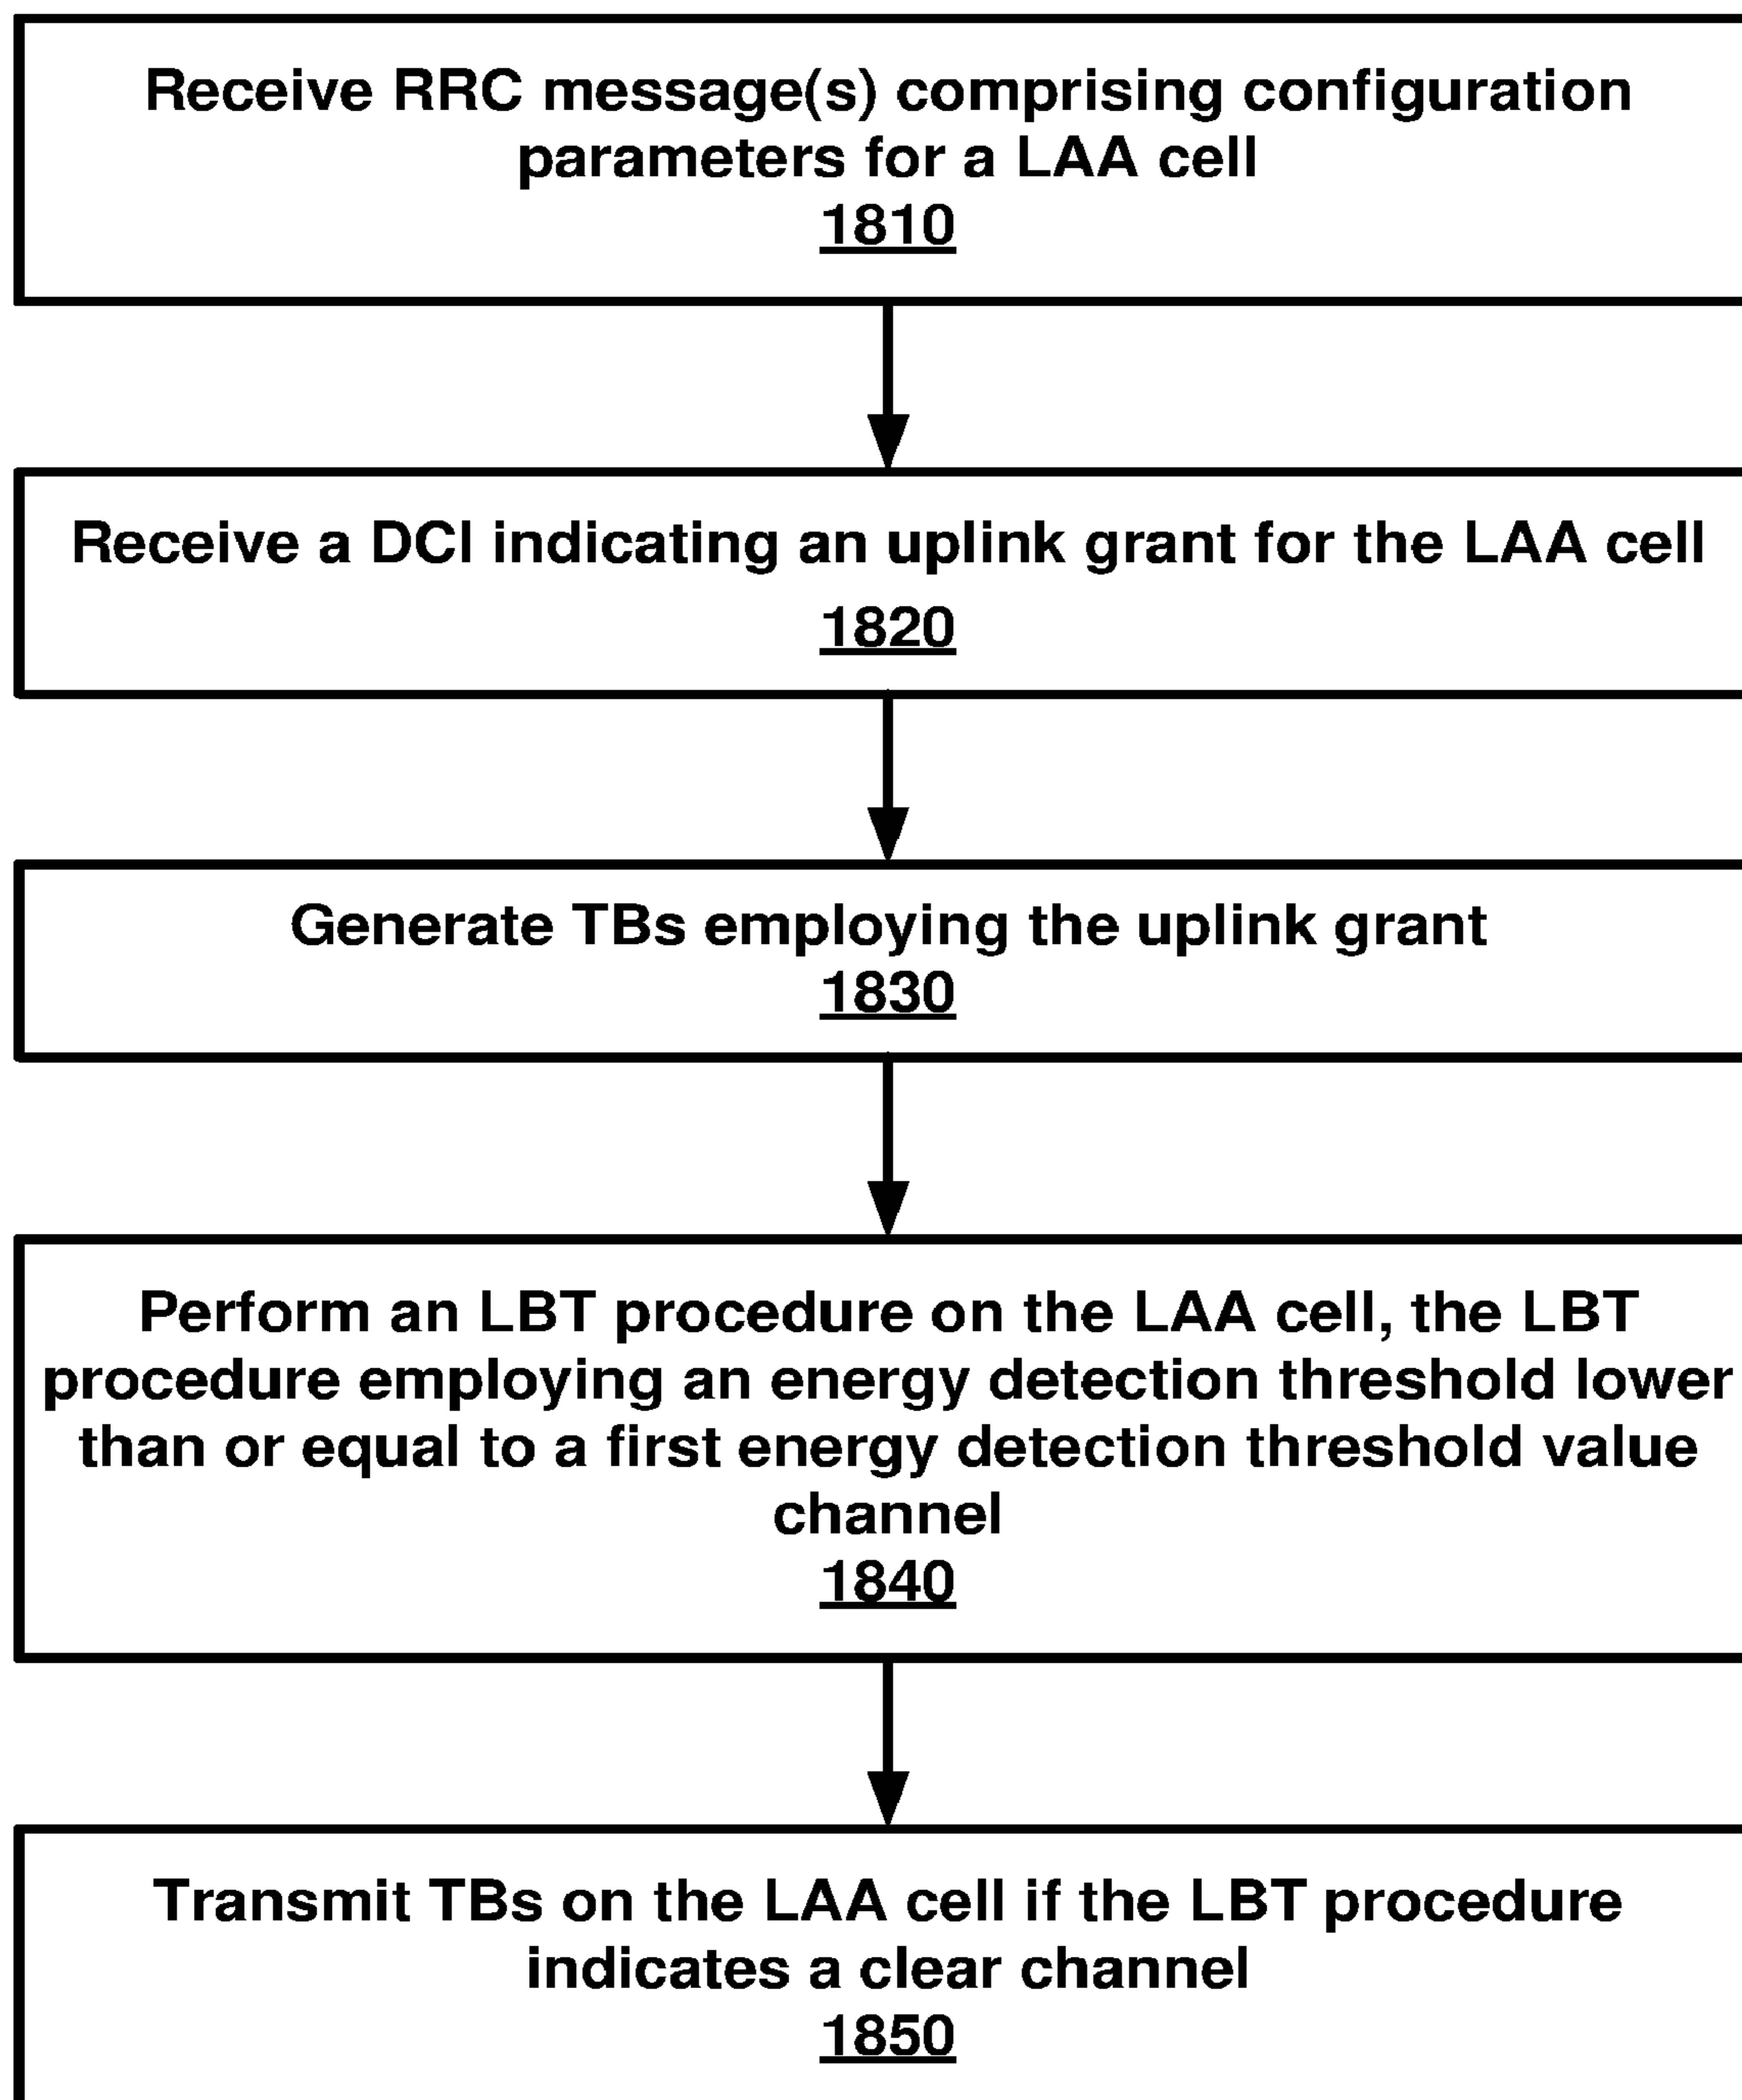 Receive RRC message(s) comprising configuration
parameters for a LAA cell
1810
Receive a DCI indicating an uplink grant for the LAA cell
1820
Generate TBs employing the uplink grant
1830
Perform an LBT procedure on the LAA cell, the LBT
procedure employing an energy detection threshold lower
than or equal to a first energy detection threshold value
channel
1840
Transmit TBs on the LAA cell if the LBT procedure
indicates a clear channel
1850